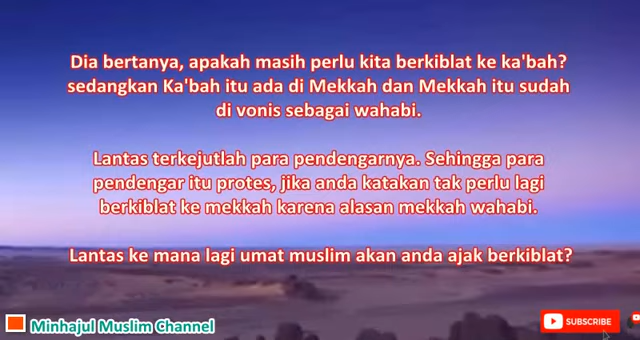 Dia bertanya, apakah masih perlu kita berkiblat ke ka'bah?
sedangkan Ka'bah itu ada di Mekkah dan Mekkah itu sudah
di vonis sebagai wahabi.
Lantas terkejutlah para pendengarnya. Sehingga para
pendengar itu protes, jika anda katakan tak perlu lagi
berkiblat ke mekkah karena alasan mekkah wahabi.
Lantas ke mana lagi umat muslim akan anda ajak berkiblat?
Minhajul Muslim Channel
SUBSCRIBE